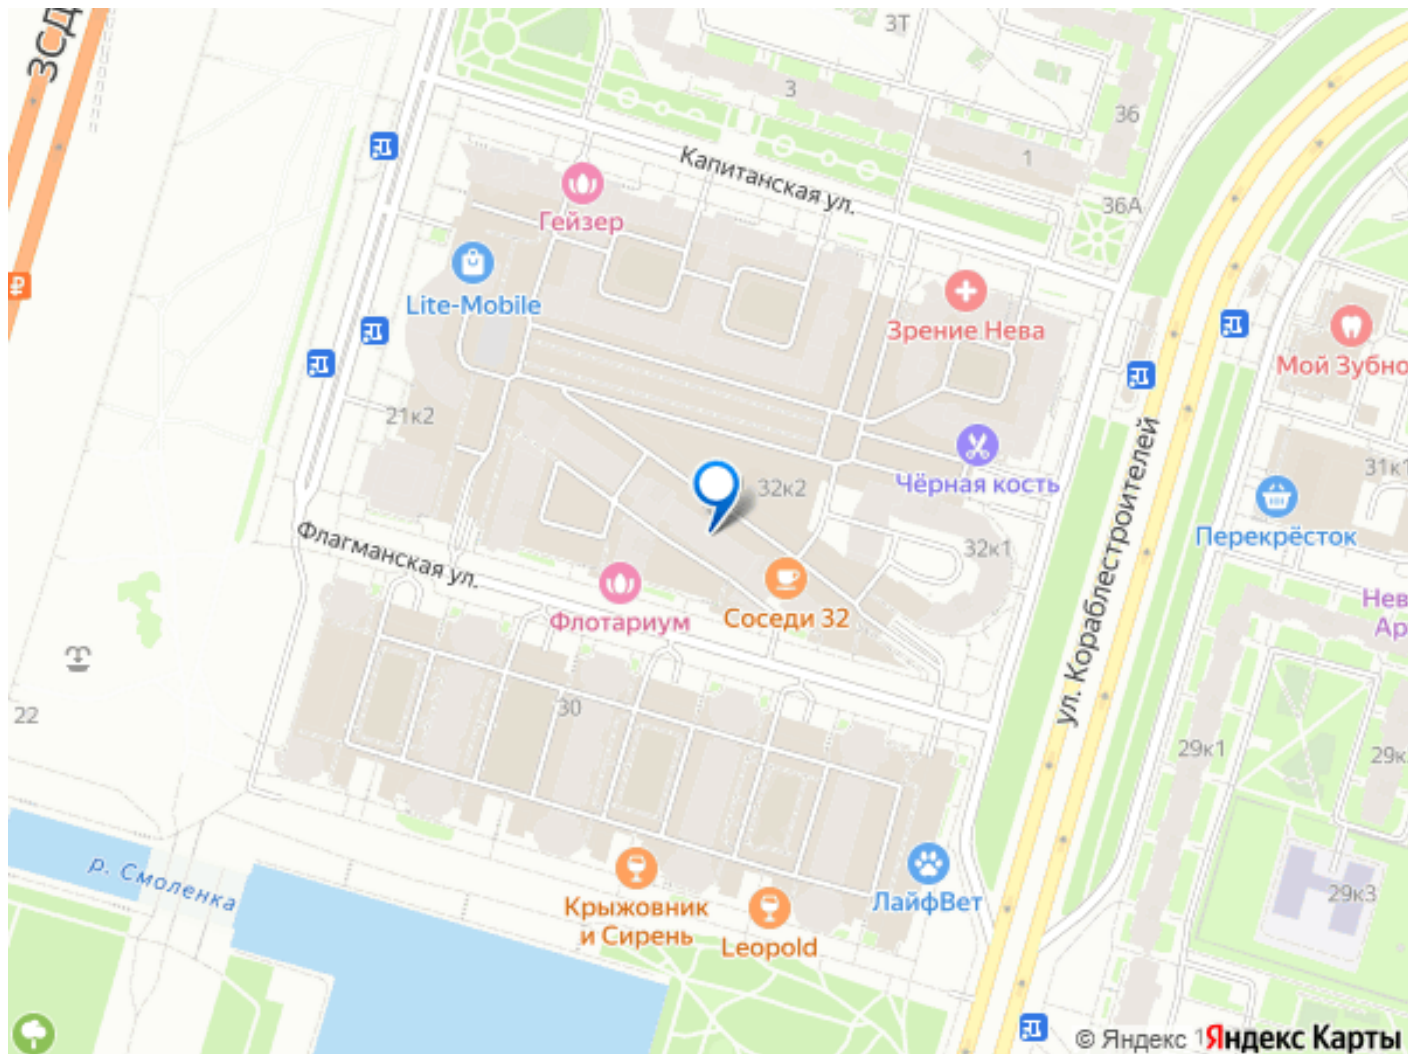 ЗСД
3Т
3
36
1
Капитанская ул.
36А
Гейзер
Lite-Mobile
Зрение Нева
Мой Зубно
21к2
31к1
32к2
Чёрная кость
Перекрёсток
ул. Кораблестроителей
Флагманская ул.
32к1
Флотариум
Соседи 32
Нев
Ар
22
30
29к1
29к
р. Смоленка
29к3
ЛайфВет
Крыжовник
и Сирень
Leopold
© Яндекс 1
Яндекс Карты